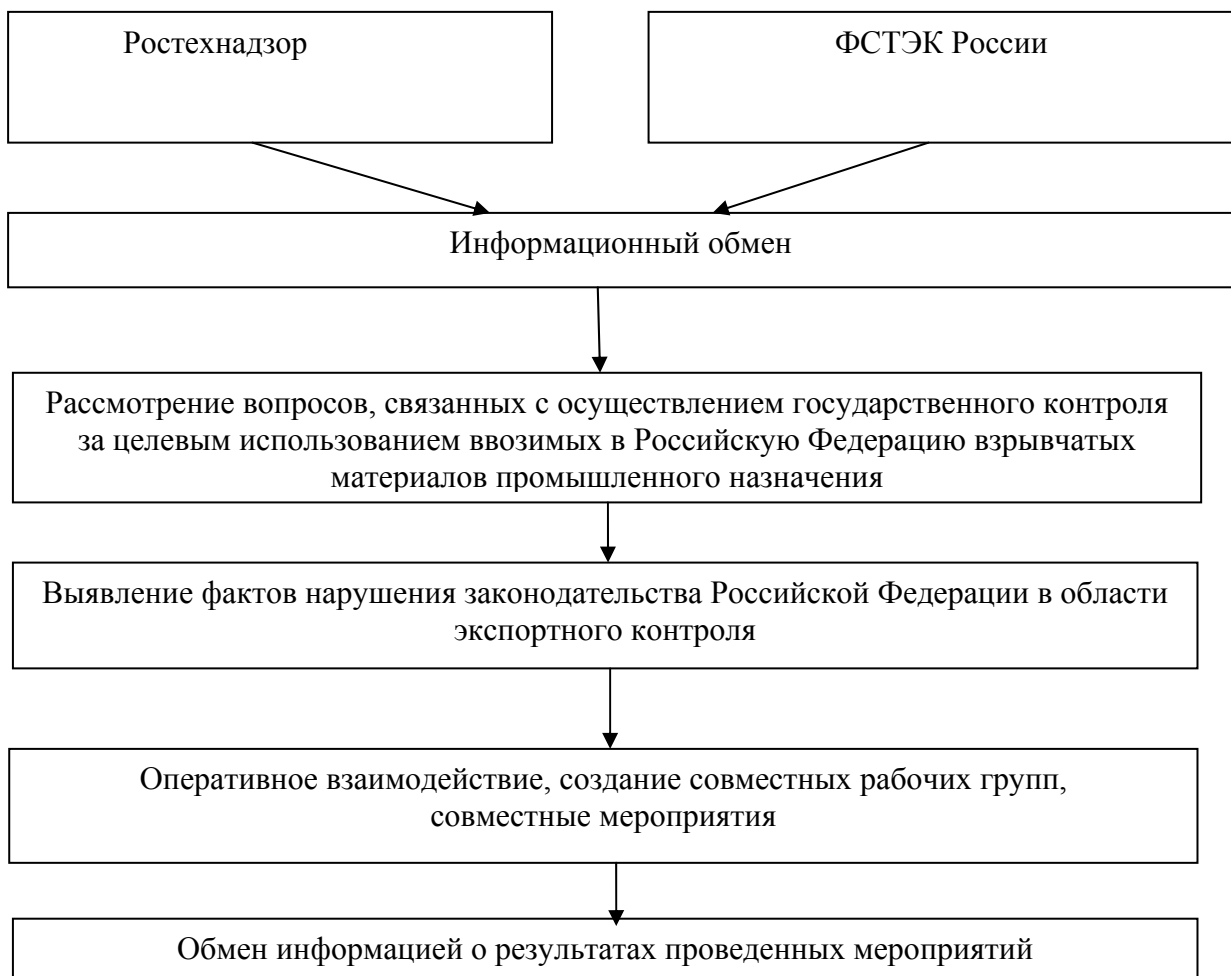 Ростехнадзор
ФСТЭК России
Информационный обмен
Рассмотрение вопросов, связанных с осуществлением государственного контроля
за целевым использованием ввозимых в Российскую Федерацию взрывчатых
материалов промышленного назначения
Выявление фактов нарушения законодательства Российской Федерации в области
экспортного контроля
Оперативное взаимодействие, создание совместных рабочих групп,
совместные мероприятия
Обмен информацией о результатах проведенных мероприятий